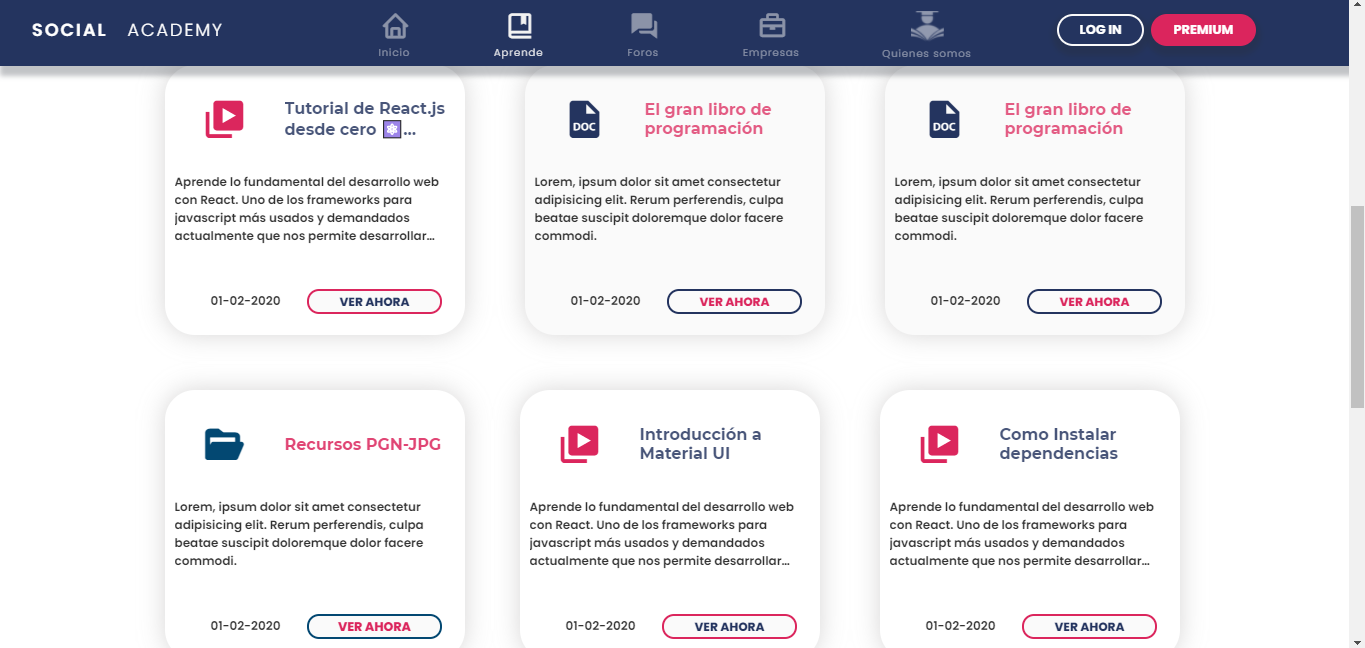 SOCIAL ACADEMY
Inicio
Aprende
Foros
Empresas
Quienes somos
LOG IN
PREMIUM
Tutorial de React.js
desde cero ⚛️...
Aprende lo fundamental del desarrollo web
con React. Uno de los frameworks para
javascript más usados y demandados
actualmente que nos permite desarrollar...
01-02-2020
VER AHORA
DOC
El gran libro de
programación
Lorem, ipsum dolor sit amet consectetur
adipisicing elit. Rerum perferendis, culpa
beatae suscipit doloremque dolor facere
commodi.
01-02-2020
VER AHORA
DOC
El gran libro de
programación
Lorem, ipsum dolor sit amet consectetur
adipisicing elit. Rerum perferendis, culpa
beatae suscipit doloremque dolor facere
commodi.
01-02-2020
VER AHORA
Recursos PGN-JPG
Lorem, ipsum dolor sit amet consectetur
adipisicing elit. Rerum perferendis, culpa
beatae suscipit doloremque dolor facere
commodi.
01-02-2020
VER AHORA
Introducción a
Material UI
Aprende lo fundamental del desarrollo web
con React. Uno de los frameworks para
javascript más usados y demandados
actualmente que nos permite desarrollar...
01-02-2020
VER AHORA
Como Instalar
dependencias
Aprende lo fundamental del desarrollo web
con React. Uno de los frameworks para
javascript más usados y demandados
actualmente que nos permite desarrollar...
01-02-2020
VER AHORA